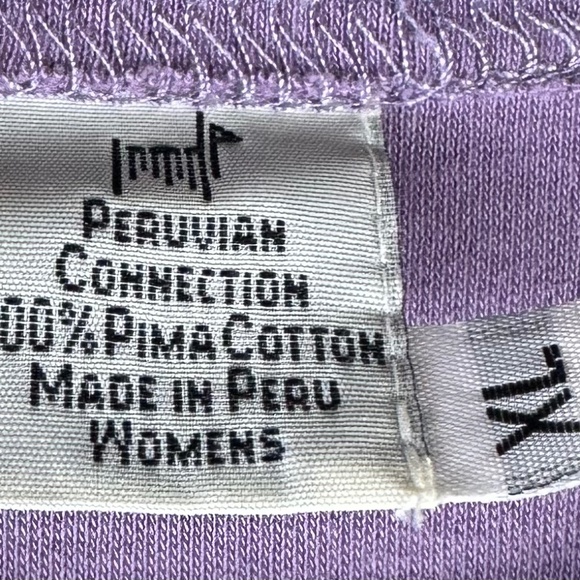 PERUVIAN
CONNECTION
00% PIMA COTTON
MADE IN PERU
WOMENS
XL